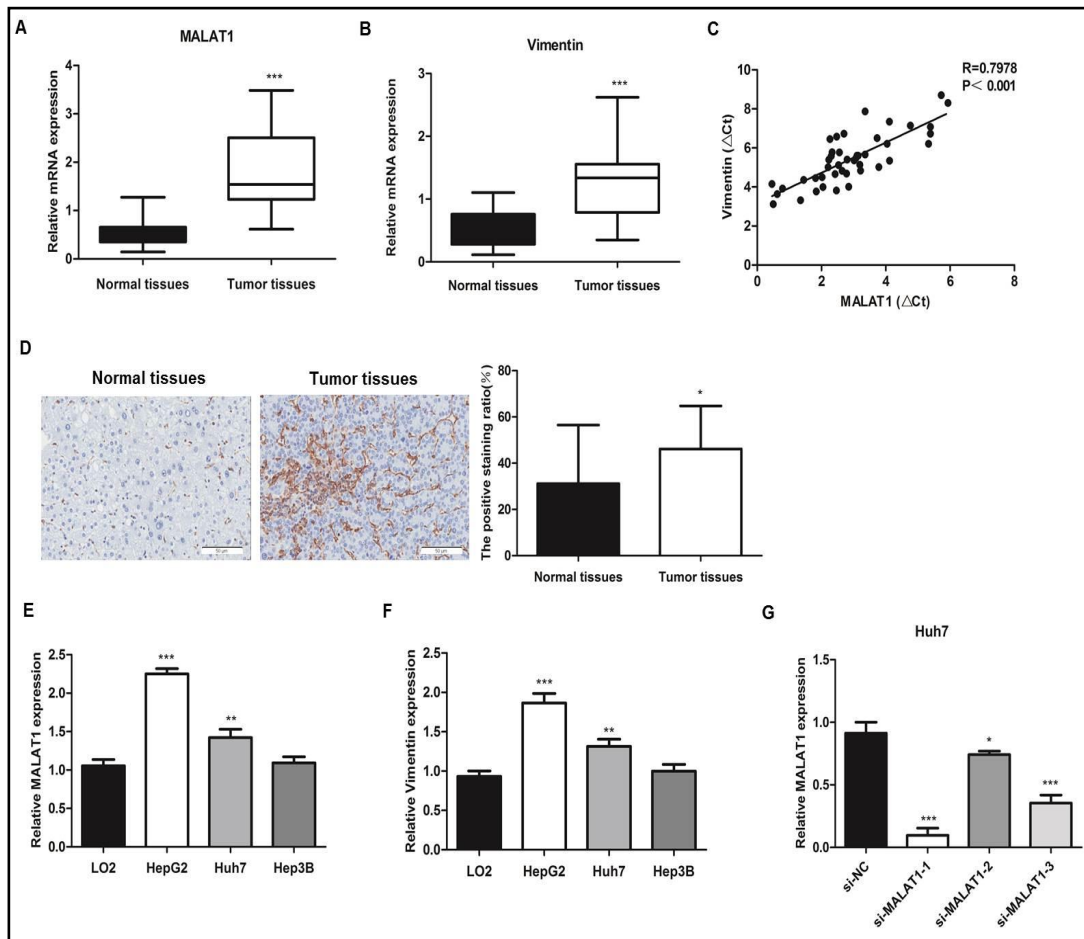 A
MALAT1
Relative mRNA expression
4
3
2
1
0
***
Normal tissues
Tumor tissues
B
Vimentin
Relative mRNA expression
3
2
1
0
***
Normal tissues
Tumor tissues
C
R=0.7978
P< 0.001
Vimentin (△Ct)
10
8
6
4
2
0
0
2
4
6
8
MALAT1 (△Ct)
D
Normal tissues
50 μm
Tumor tissues
50 μm
The positive staining ratio(%)
80
60
40
20
0
*
Normal tissues
Tumor tissues
E
Relative MALAT1 expression
2.5
2.0
1.5
1.0
0.5
0.0
***
**
LO2
HepG2
Huh7
Hep3B
F
Relative Vimentin expression
2.5
2.0
1.5
1.0
0.5
0.0
***
**
LO2
HepG2
Huh7
Hep3B
G
Huh7
Relative MALAT1 expression
1.5
1.0
0.5
0.0
***
*
***
si-NC
si-MALAT1-1
si-MALAT1-2
si-MALAT1-3